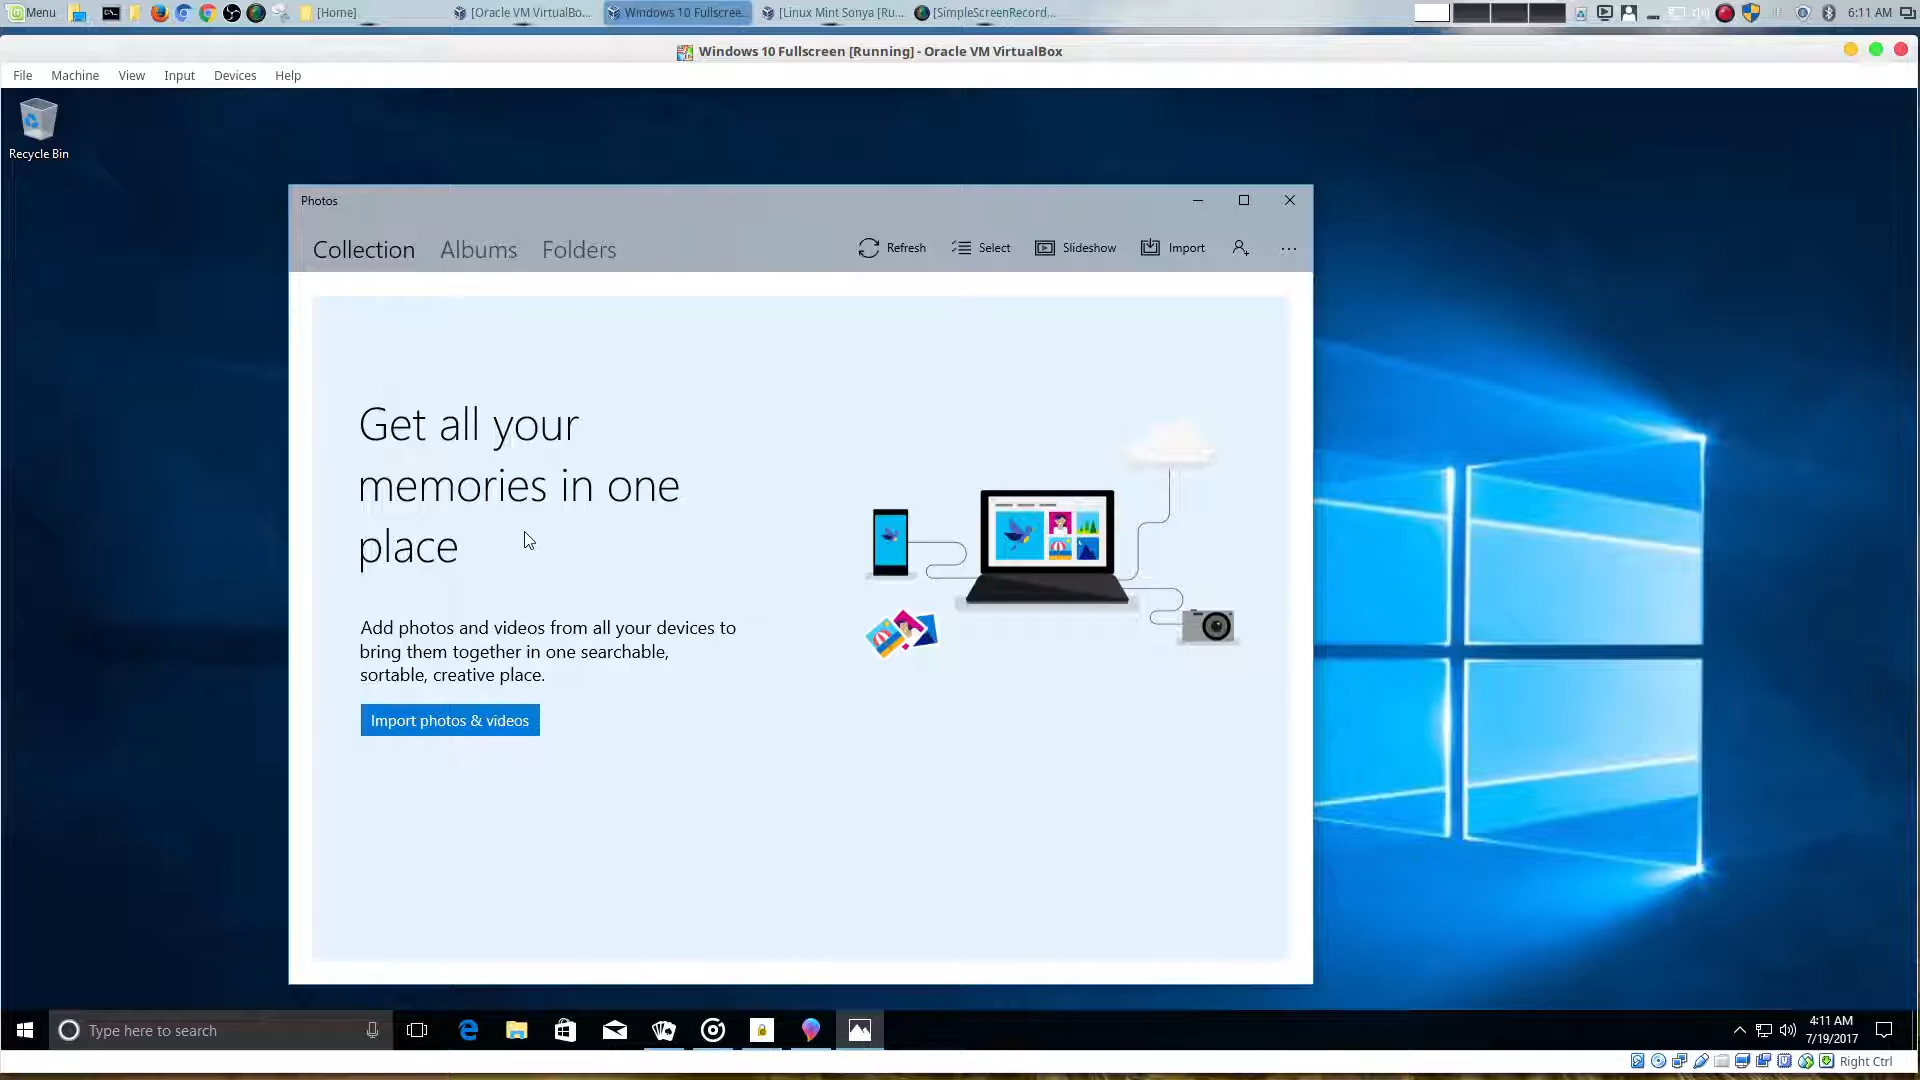 Menu
[Home]
[Oracle VM VirtualBo...
Windows 10 Fullscree...
[Linux Mint Sonya [Ru...
[SimpleScreenRecord...
6:11 AM
Windows 10 Fullscreen [Running] - Oracle VM VirtualBox
File Machine View Input Devices Help
Recycle Bin
Photos
Collection Albums Folders
Refresh Select Slideshow Import
Get all your
memories in one
place
Add photos and videos from all your devices to
bring them together in one searchable,
sortable, creative place.
Import photos & videos
Type here to search
4:11 AM
7/19/2017
Right Ctrl